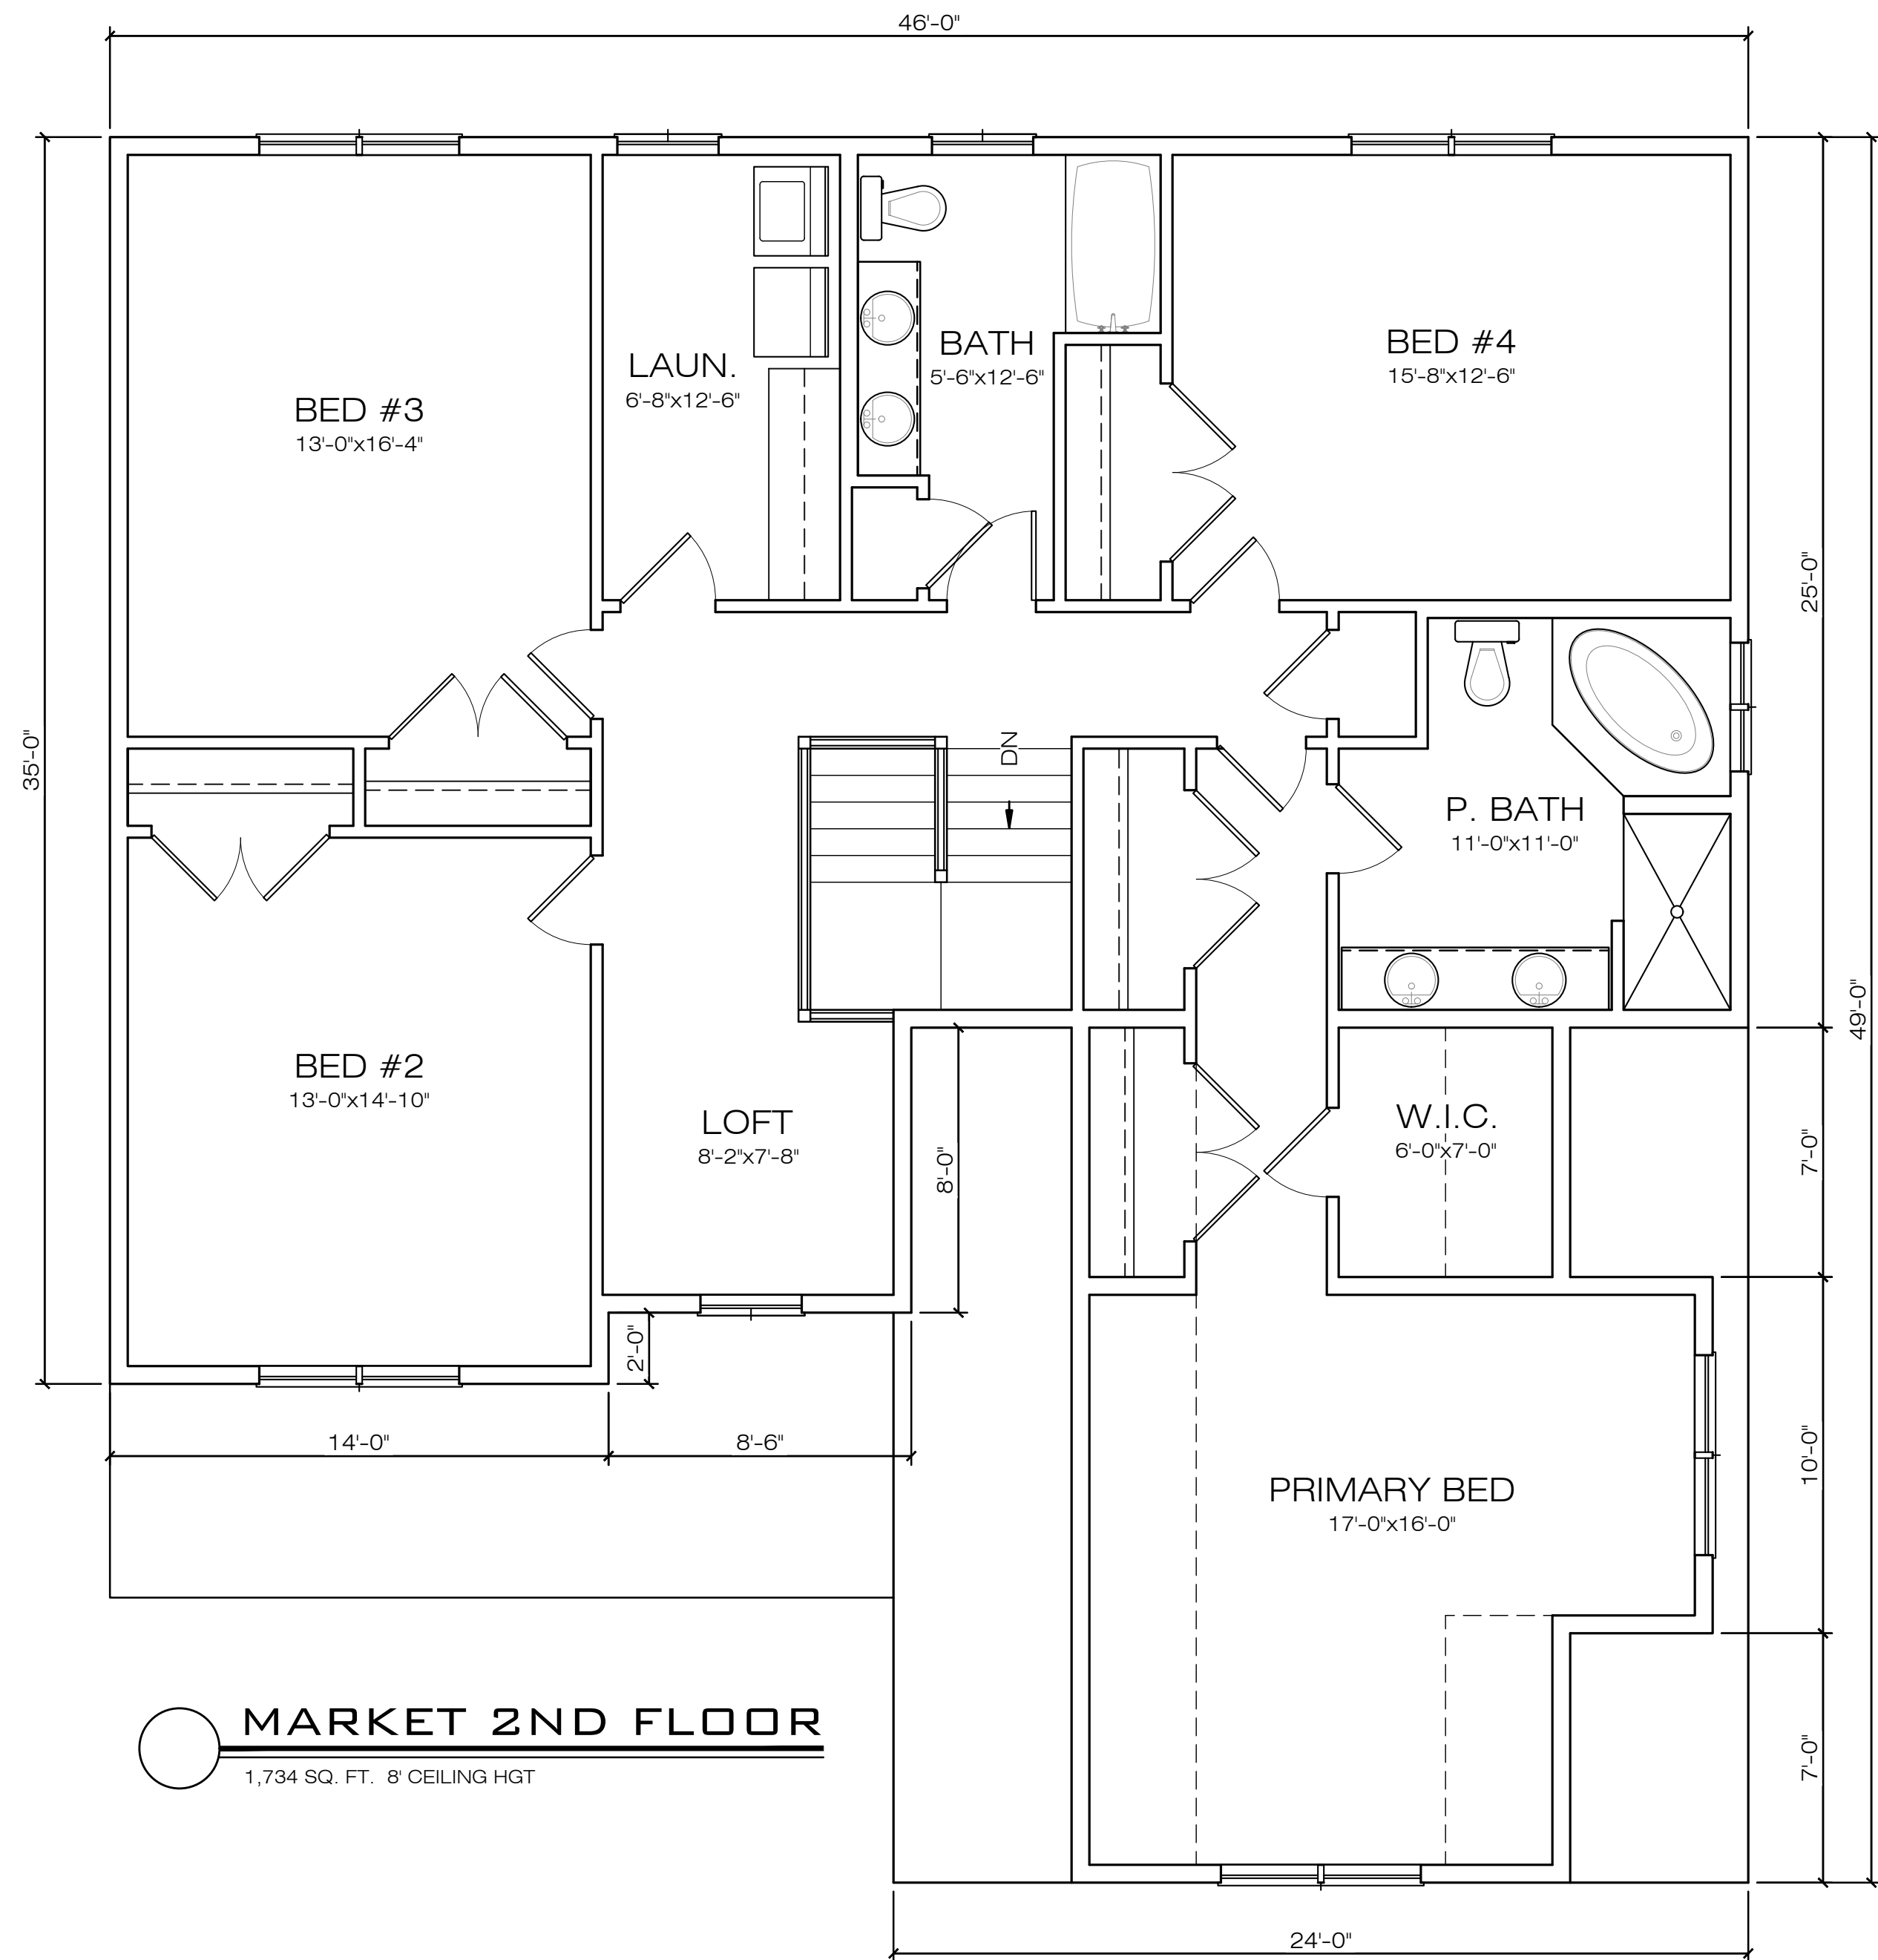 46'-0"
BED #4
15'-8"x12'-6"
BATH
5'-6"x12'-6"
LAUN.
6'-8"x12'-6"
BED #3
13'-0"x16'-4"
25'-0"
35'-0"
DN
P. BATH
11'-0"x11'-0"
49'-0"
BED #2
13'-0"x14'-10"
LOFT
8'-2"x7'-8"
8'-0"
W.I.C.
6'-0"x7'-0"
7'-0"
2'-0"
14'-0"
8'-6"
10'-0"
PRIMARY BED
17'-0"x16'-0"
MARKET 2ND FLOOR
1,734 SQ. FT. 8' CEILING HGT
7'-0"
24'-0"